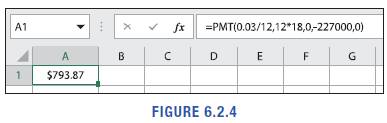 A1 fx =PMT(0.03/12,12*18,0,-227000,0)
A B C D E F G
1 $793.87
FIGURE 6.2.4